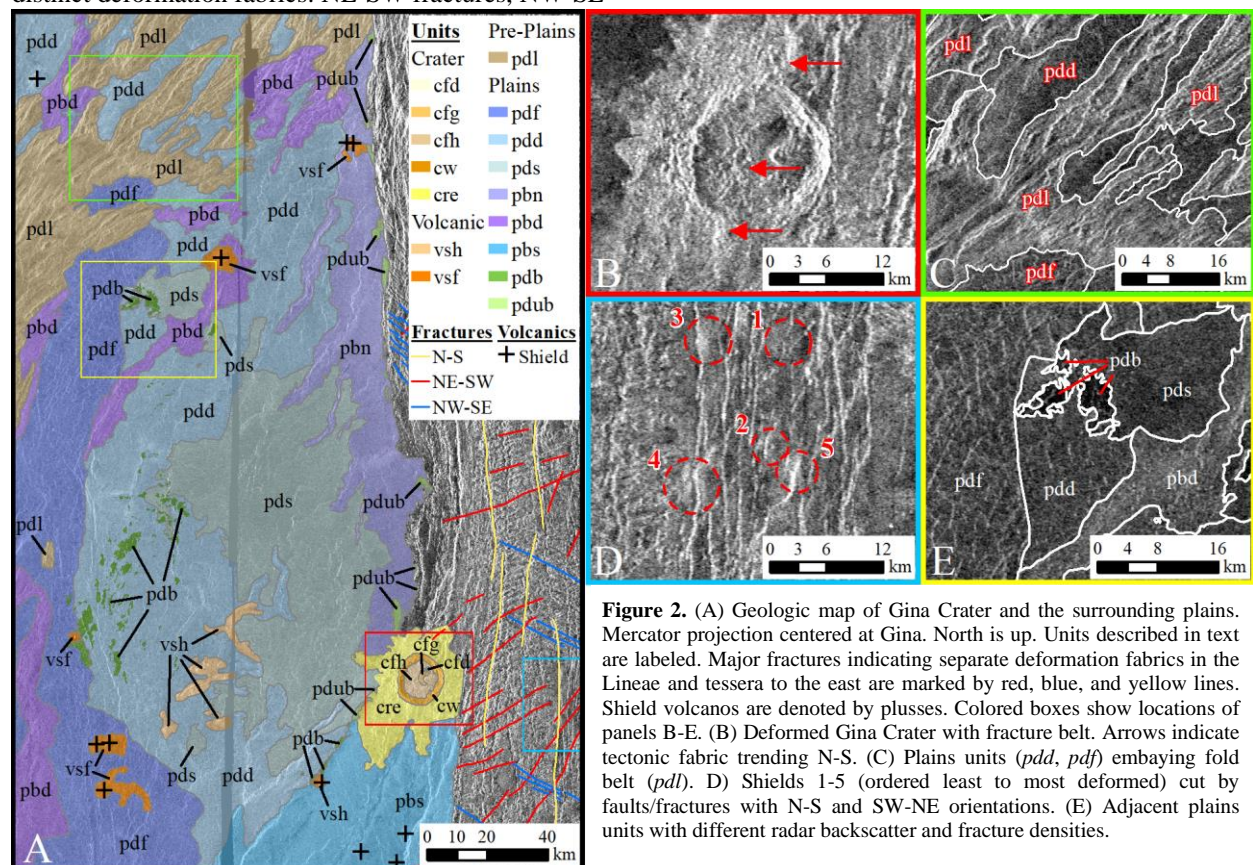 distinct deformation fabrics: NE-SW fractures, NW-SE
Units
Crater
cfd
cfg
cfh
cw
cre
Volcanic
vsh
vsf
Pre-Plains
pdl
Plains
pdf
pdd
pds
pbn
pbd
pbs
pdb
pdub
Fractures
N-S
NE-SW
NW-SE
Volcanics
Shield
pdd
pdl
pdl
pbd
pdd
pdub
vsf
pdl
pdf
pbd
pdd
pdd
pdl
vsf
pdub
pdb
pds
pbd
pdd
pbd
pdf
pds
pbn
pdd
pds
pdub
pdl
pdb
pdub
vsh
vsf
cfg
cfh
cfd
pdub
cre
cw
pdb
vsf
pds
pdd
vsh
pbs
pdf
A
0 10 20 40
km
B
0 3 6 12
km
pdl
pdd
pdl
pdl
pdf
C
0 4 8 16
km
3
1
2
5
4
D
0 3 6 12
km
pdb
pds
pdf
pdd
pbd
E
0 4 8 16
km
Figure 2. (A) Geologic map of Gina Crater and the surrounding plains.
Mercator projection centered at Gina. North is up. Units described in text
are labeled. Major fractures indicating separate deformation fabrics in the
Lineae and tessera to the east are marked by red, blue, and yellow lines.
Shield volcanos are denoted by plusses. Colored boxes show locations of
panels B-E. (B) Deformed Gina Crater with fracture belt. Arrows indicate
tectonic fabric trending N-S. (C) Plains units (pdd, pdf) embaying fold
belt (pdl). D) Shields 1-5 (ordered least to most deformed) cut by
faults/fractures with N-S and SW-NE orientations. (E) Adjacent plains
units with different radar backscatter and fracture densities.